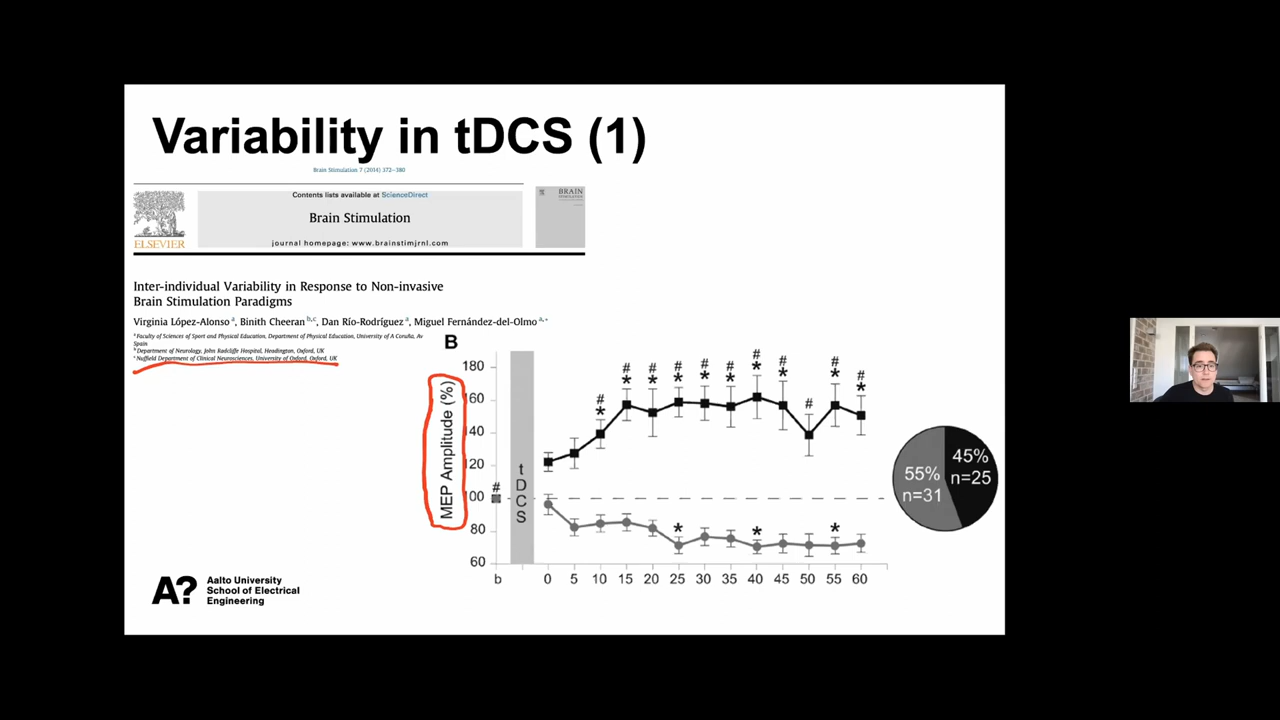 Variability in tDCS (1)
Brain Stimulation 7 (2014) 372–380
Contents lists available at ScienceDirect
Brain Stimulation
journal homepage: www.brainstimjrnl.com
ELSEVIER
BRAIN
STIMULATION
Inter-individual Variability in Response to Non-invasive
Brain Stimulation Paradigms
Virginia López-Alonso a, Binith Cheeran b,c, Dan Río-Rodríguez a, Miguel Fernández-del-Olmo a,*
a Faculty of Sciences of Sport and Physical Education, Department of Physical Education, University of A Coruña, Av
Spain
b Department of Neurology, John Radcliffe Hospital, Headington, Oxford, UK
c Nuffield Department of Clinical Neurosciences, University of Oxford, Oxford, UK
B
MEP Amplitude (%)
180
160
140
120
100
80
60
tDCS
# # # # # # # # # # # #
* * * * * * * * * *
* * *
b 0 5 10 15 20 25 30 35 40 45 50 55 60
55%
n=31
45%
n=25
A?
Aalto University
School of Electrical
Engineering